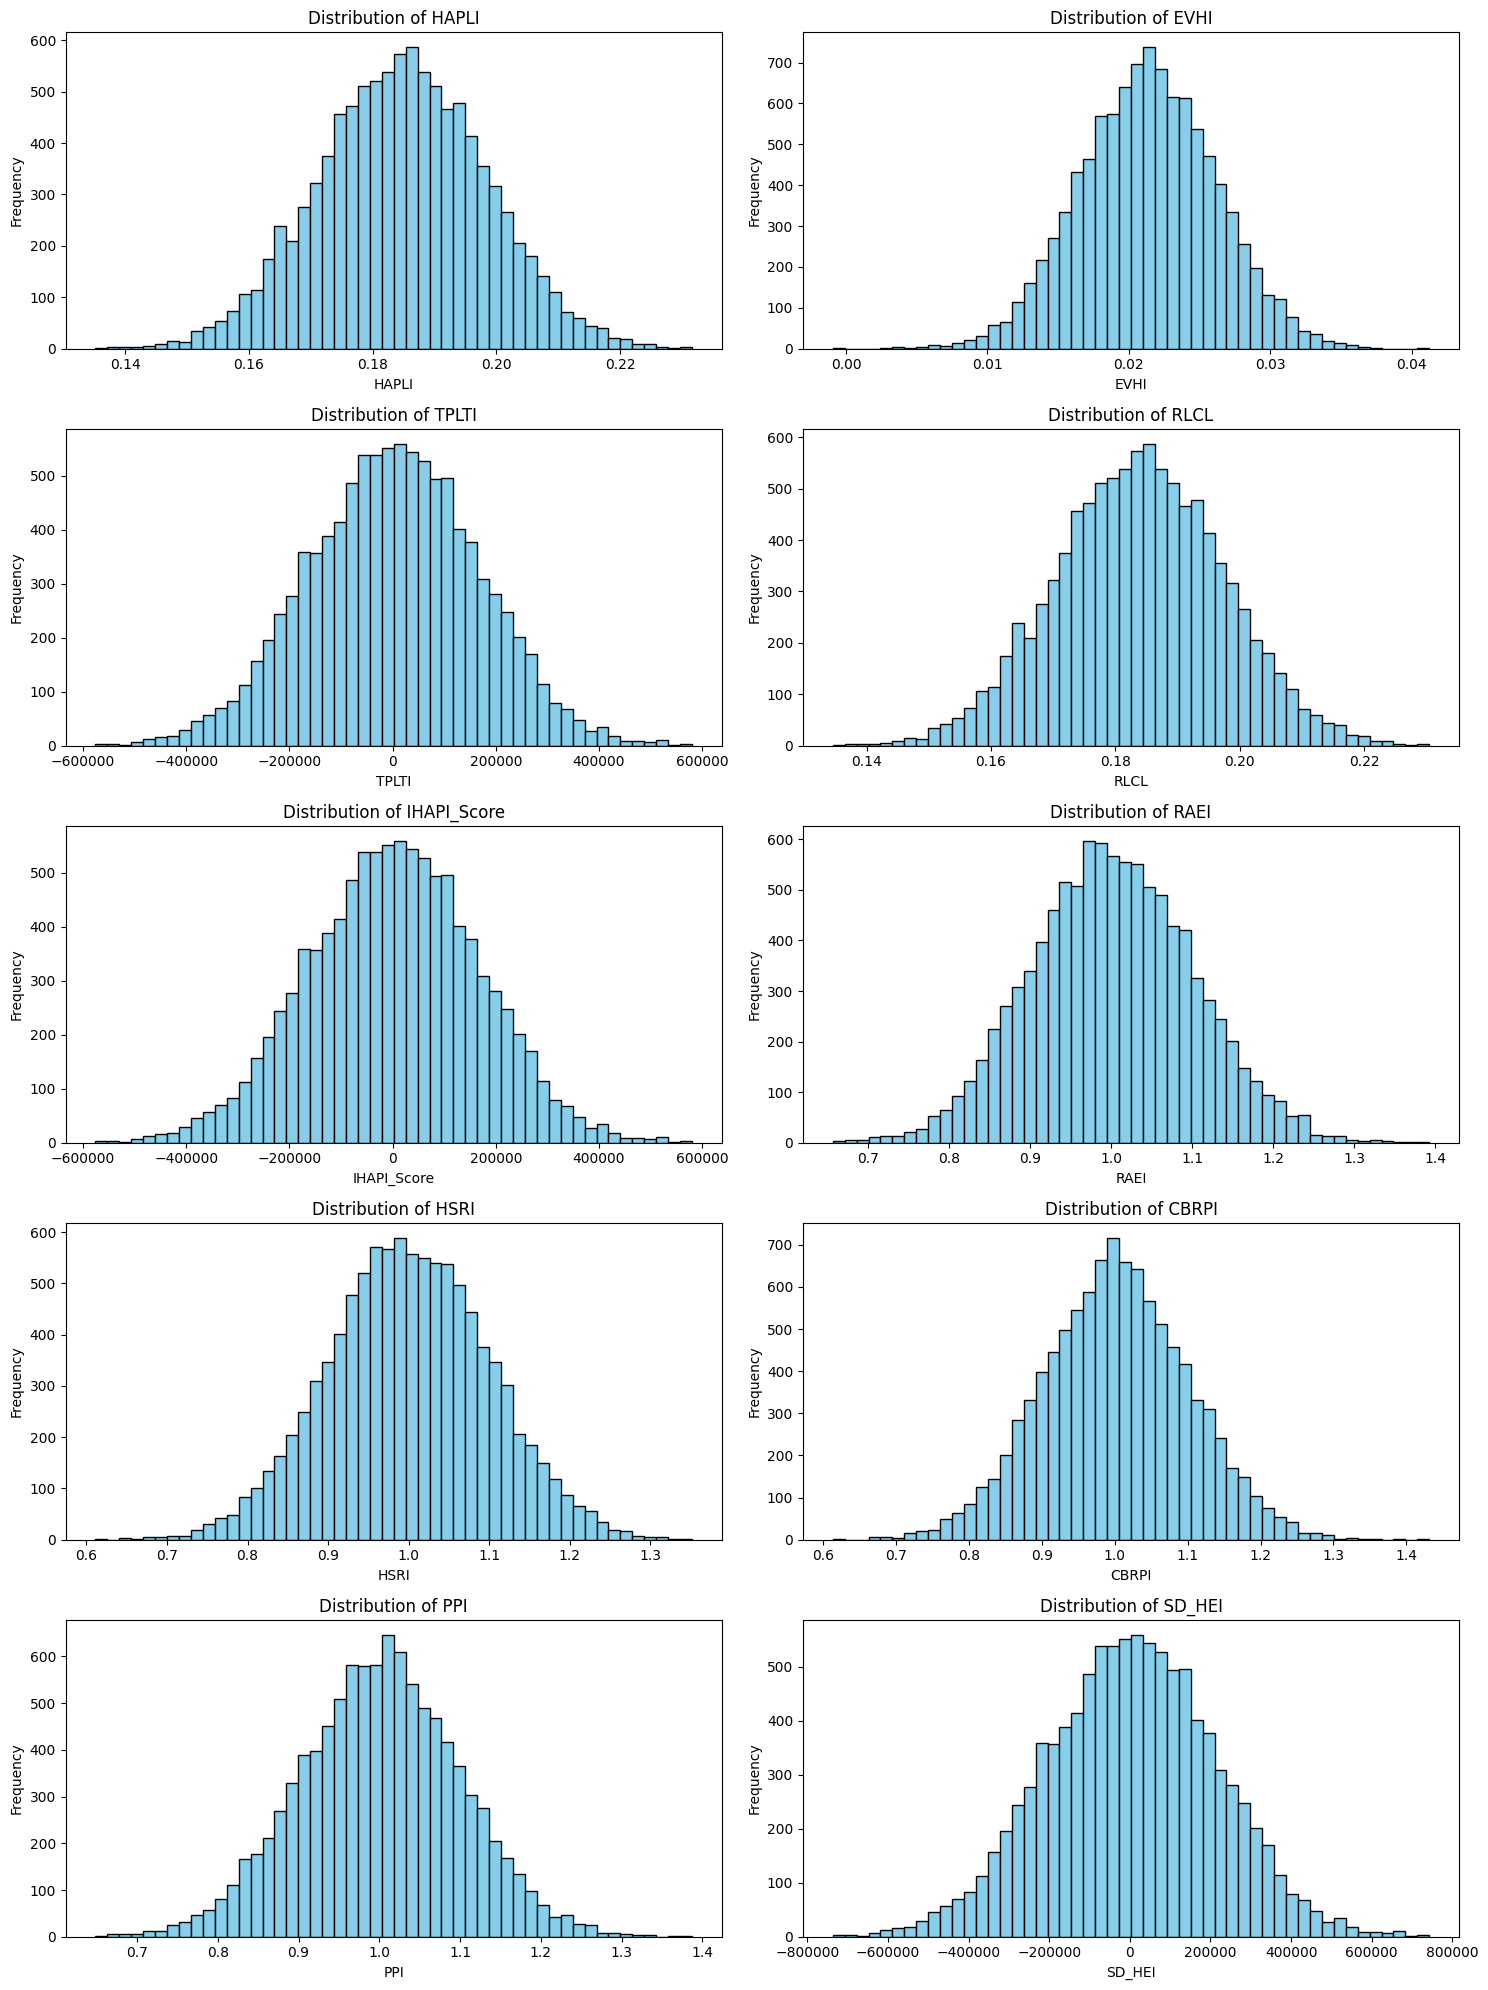 Distribution of HAPLI
Frequency
600
500
400
300
200
100
0
0.14 0.16 0.18 0.20 0.22
HAPLI
Distribution of EVHI
Frequency
700
600
500
400
300
200
100
0
0.00 0.01 0.02 0.03 0.04
EVHI
Distribution of TPLTI
Frequency
500
400
300
200
100
0
−600000 −400000 −200000 0 200000 400000 600000
TPLTI
Distribution of RLCL
Frequency
600
500
400
300
200
100
0
0.14 0.16 0.18 0.20 0.22
RLCL
Distribution of IHAPI_Score
Frequency
500
400
300
200
100
0
−600000 −400000 −200000 0 200000 400000 600000
IHAPI_Score
Distribution of RAEI
Frequency
600
500
400
300
200
100
0
0.7 0.8 0.9 1.0 1.1 1.2 1.3 1.4
RAEI
Distribution of HSRI
Frequency
600
500
400
300
200
100
0
0.6 0.7 0.8 0.9 1.0 1.1 1.2 1.3
HSRI
Distribution of CBRPI
Frequency
700
600
500
400
300
200
100
0
0.6 0.7 0.8 0.9 1.0 1.1 1.2 1.3 1.4
CBRPI
Distribution of PPI
Frequency
600
500
400
300
200
100
0
0.7 0.8 0.9 1.0 1.1 1.2 1.3 1.4
PPI
Distribution of SD_HEI
Frequency
500
400
300
200
100
0
−800000 −600000 −400000 −200000 0 200000 400000 600000 800000
SD_HEI